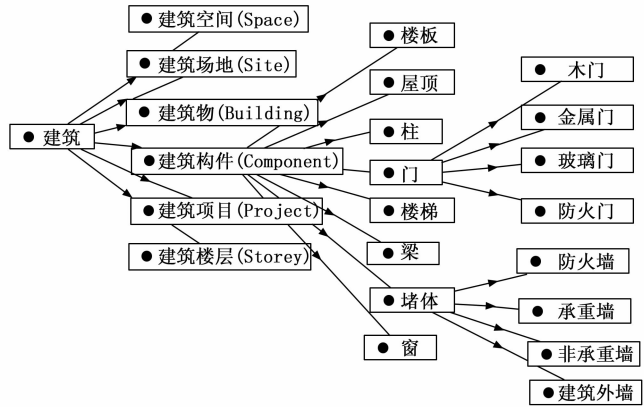 建筑
建筑空间(Space)
建筑场地(Site)
建筑物(Building)
建筑构件(Component)
建筑项目(Project)
建筑楼层(Storey)
楼板
屋顶
柱
门
楼梯
梁
堵体
窗
木门
金属门
玻璃门
防火门
防火墙
承重墙
非承重墙
建筑外墙